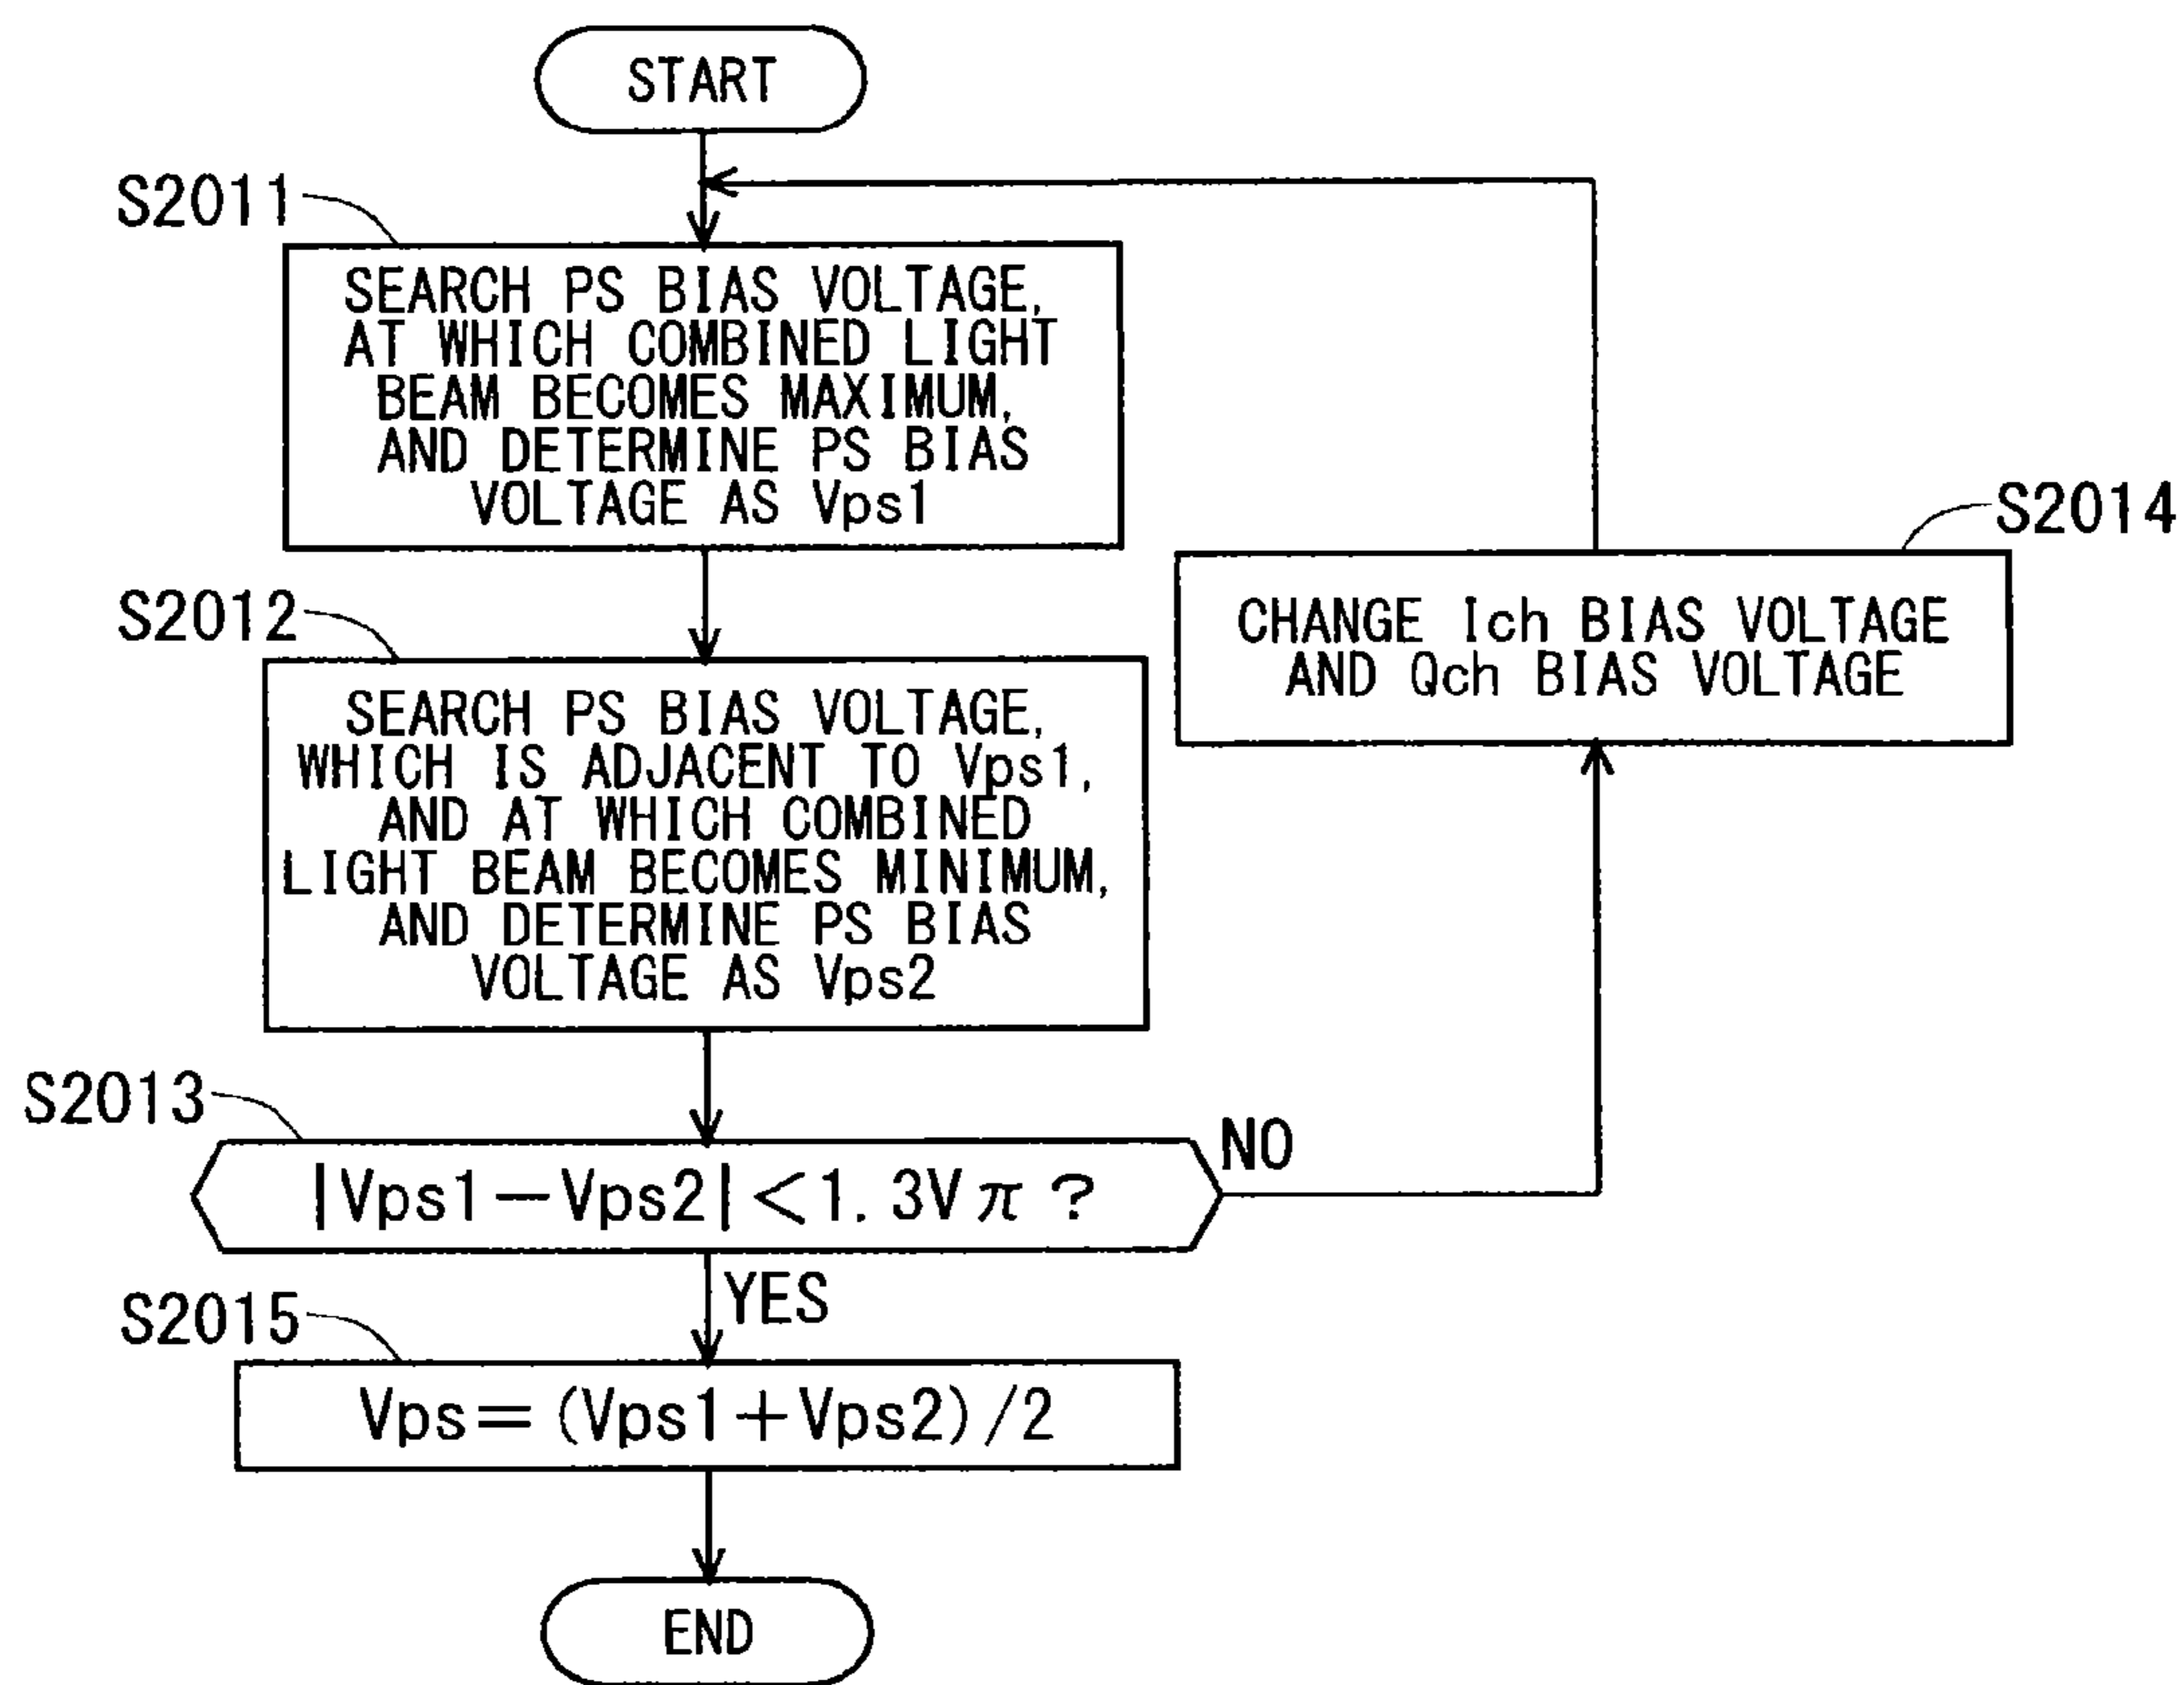 START
S2011
SEARCH PS BIAS VOLTAGE,
AT WHICH COMBINED LIGHT
BEAM BECOMES MAXIMUM,
AND DETERMINE PS BIAS
VOLTAGE AS Vps1
S2014
CHANGE Ich BIAS VOLTAGE
AND Qch BIAS VOLTAGE
S2012
SEARCH PS BIAS VOLTAGE,
WHICH IS ADJACENT TO Vps1,
AND AT WHICH COMBINED
LIGHT BEAM BECOMES MINIMUM,
AND DETERMINE PS BIAS
VOLTAGE AS Vps2
S2013
|Vps1−Vps2|<1.3Vπ?
NO
YES
S2015
Vps=(Vps1+Vps2)/2
END